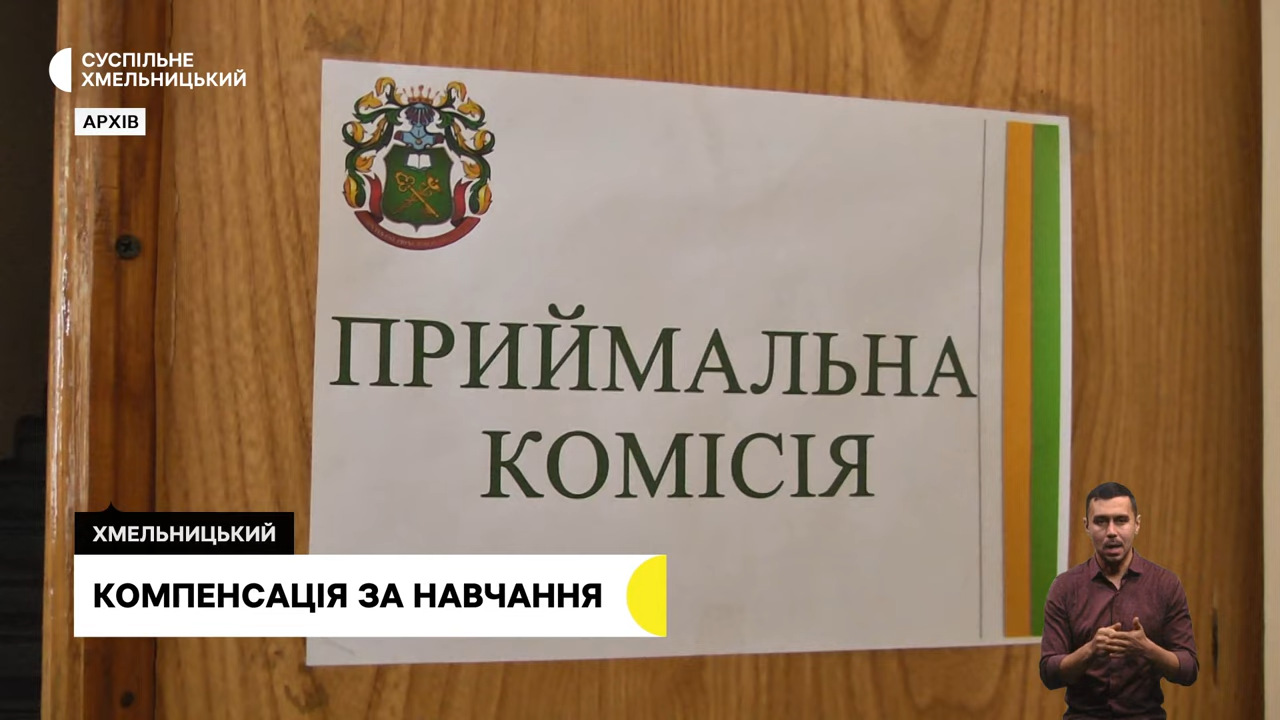 СУСПІЛЬНЕ
ХМЕЛЬНИЦЬКИЙ
АРХІВ
ПРИЙМАЛЬНА
КОМІСІЯ
ХМЕЛЬНИЦЬКИЙ
КОМПЕНСАЦІЯ ЗА НАВЧАННЯ